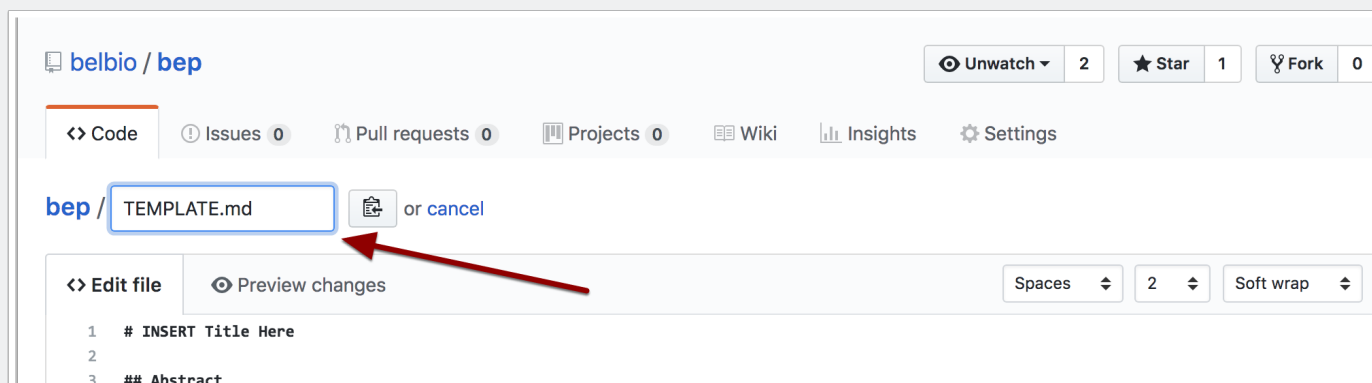 belbio / bep
Unwatch 2 Star 1 Fork 0
Code Issues 0 Pull requests 0 Projects 0 Wiki Insights Settings
bep / TEMPLATE.md or cancel
Edit file Preview changes Spaces 2 Soft wrap
1 # INSERT Title Here
2
3 ## Abstract